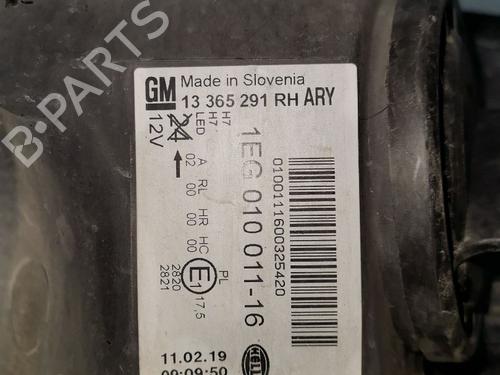 GM Made in Slovenia
13 365 291 RH ARY
H7
H7
LED
24
12V
1EG 010 011-16
0100111600325420
A RL HR HC PL
02 00 00 00
E1 17,5
2820
2821
11.02.19
09:09:50
HELL
B-Parts